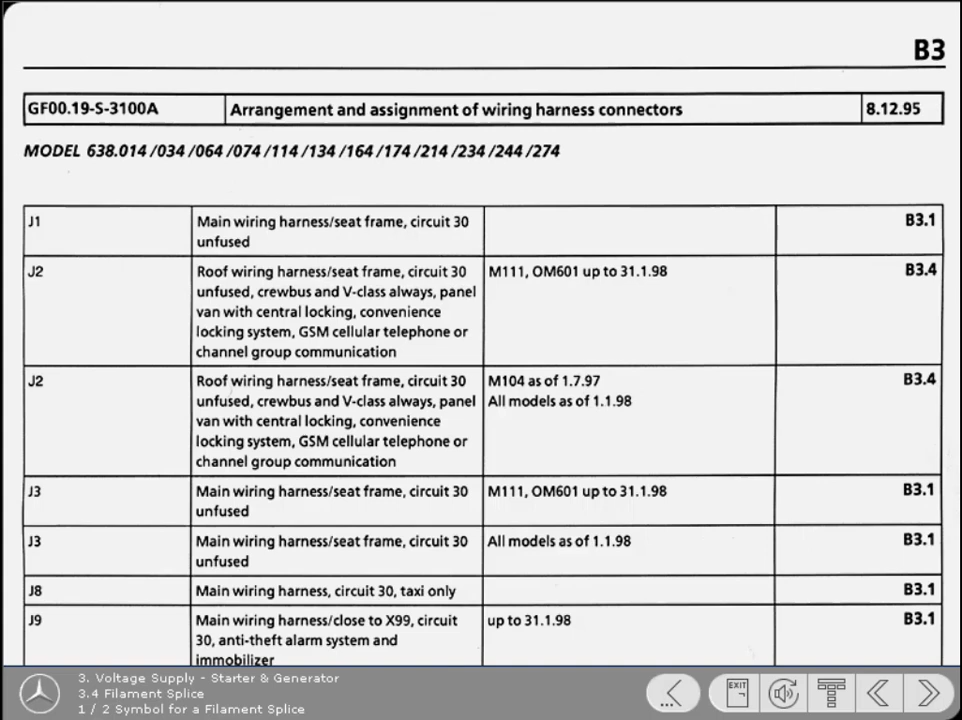 B3
GF00.19-S-3100A Arrangement and assignment of wiring harness connectors 8.12.95
MODEL 638.014 /034 /064 /074 /114 /134 /164 /174 /214 /234 /244 /274
J1 Main wiring harness/seat frame, circuit 30 B3.1
unfused
J2 Roof wiring harness/seat frame, circuit 30 M111, OM601 up to 31.1.98 B3.4
unfused, crewbus and V-class always, panel
van with central locking, convenience
locking system, GSM cellular telephone or
channel group communication
J2 Roof wiring harness/seat frame, circuit 30 M104 as of 1.7.97 B3.4
unfused, crewbus and V-class always, panel All models as of 1.1.98
van with central locking, convenience
locking system, GSM cellular telephone or
channel group communication
J3 Main wiring harness/seat frame, circuit 30 M111, OM601 up to 31.1.98 B3.1
unfused
J3 Main wiring harness/seat frame, circuit 30 All models as of 1.1.98 B3.1
unfused
J8 Main wiring harness, circuit 30, taxi only B3.1
J9 Main wiring harness/close to X99, circuit up to 31.1.98 B3.1
30, anti-theft alarm system and
immobilizer
3. Voltage Supply - Starter & Generator
3.4 Filament Splice
1 / 2 Symbol for a Filament Splice
EXIT